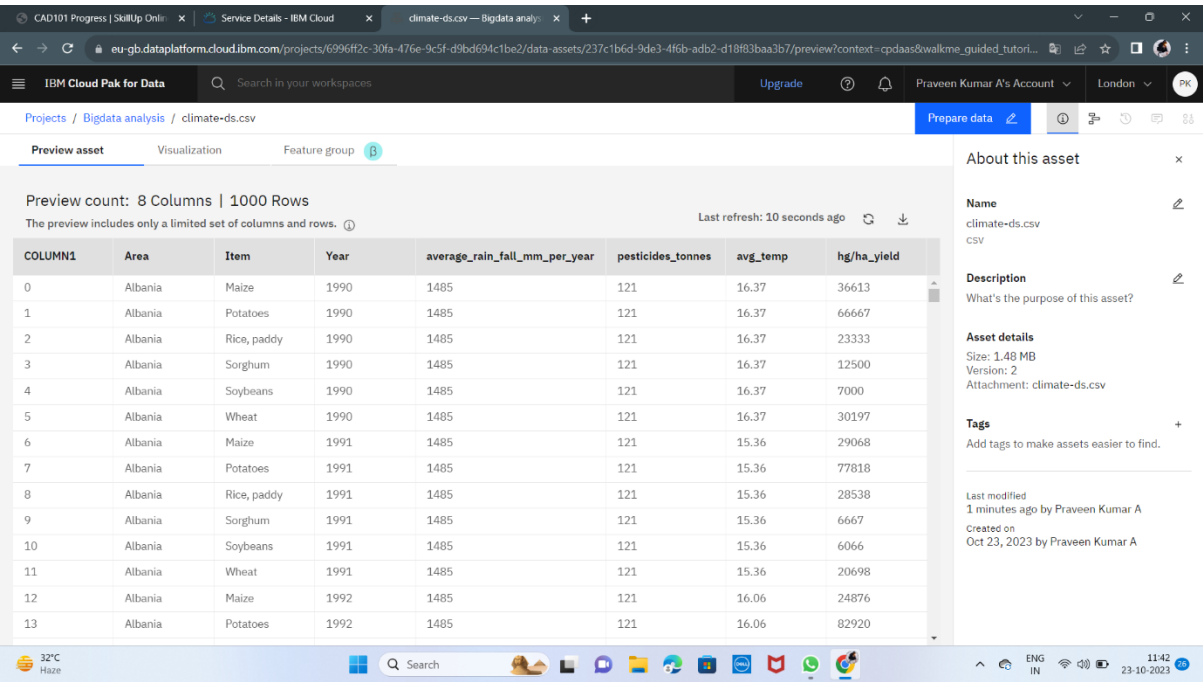 CAD101 Progress | SkillUp Onlin
Service Details - IBM Cloud
climate-ds.csv — Bigdata analys
eu-gb.dataplatform.cloud.ibm.com/projects/6996ff2c-30fa-476e-9c5f-d9bd694c1be2/data-assets/237c1b6d-9de3-4f6b-adb2-d18f83baa3b7/preview?context=cpdaas&walkme_guided_tutori...
IBM Cloud Pak for Data
Search in your workspaces
Upgrade
Praveen Kumar A's Account
London
PK
Projects / Bigdata analysis / climate-ds.csv
Prepare data
Preview asset Visualization Feature group β
Preview count: 8 Columns | 1000 Rows
The preview includes only a limited set of columns and rows.
Last refresh: 10 seconds ago
COLUMN1 Area Item Year average_rain_fall_mm_per_year pesticides_tonnes avg_temp hg/ha_yield
0 Albania Maize 1990 1485 121 16.37 36613
1 Albania Potatoes 1990 1485 121 16.37 66667
2 Albania Rice, paddy 1990 1485 121 16.37 23333
3 Albania Sorghum 1990 1485 121 16.37 12500
4 Albania Soybeans 1990 1485 121 16.37 7000
5 Albania Wheat 1990 1485 121 16.37 30197
6 Albania Maize 1991 1485 121 15.36 29068
7 Albania Potatoes 1991 1485 121 15.36 77818
8 Albania Rice, paddy 1991 1485 121 15.36 28538
9 Albania Sorghum 1991 1485 121 15.36 6667
10 Albania Soybeans 1991 1485 121 15.36 6066
11 Albania Wheat 1991 1485 121 15.36 20698
12 Albania Maize 1992 1485 121 16.06 24876
13 Albania Potatoes 1992 1485 121 16.06 82920
About this asset
Name
climate-ds.csv
CSV
Description
What's the purpose of this asset?
Asset details
Size: 1.48 MB
Version: 2
Attachment: climate-ds.csv
Tags
Add tags to make assets easier to find.
Last modified
1 minutes ago by Praveen Kumar A
Created on
Oct 23, 2023 by Praveen Kumar A
32°C
Haze
Search
DELL
ENG
IN
11:42
23-10-2023
26